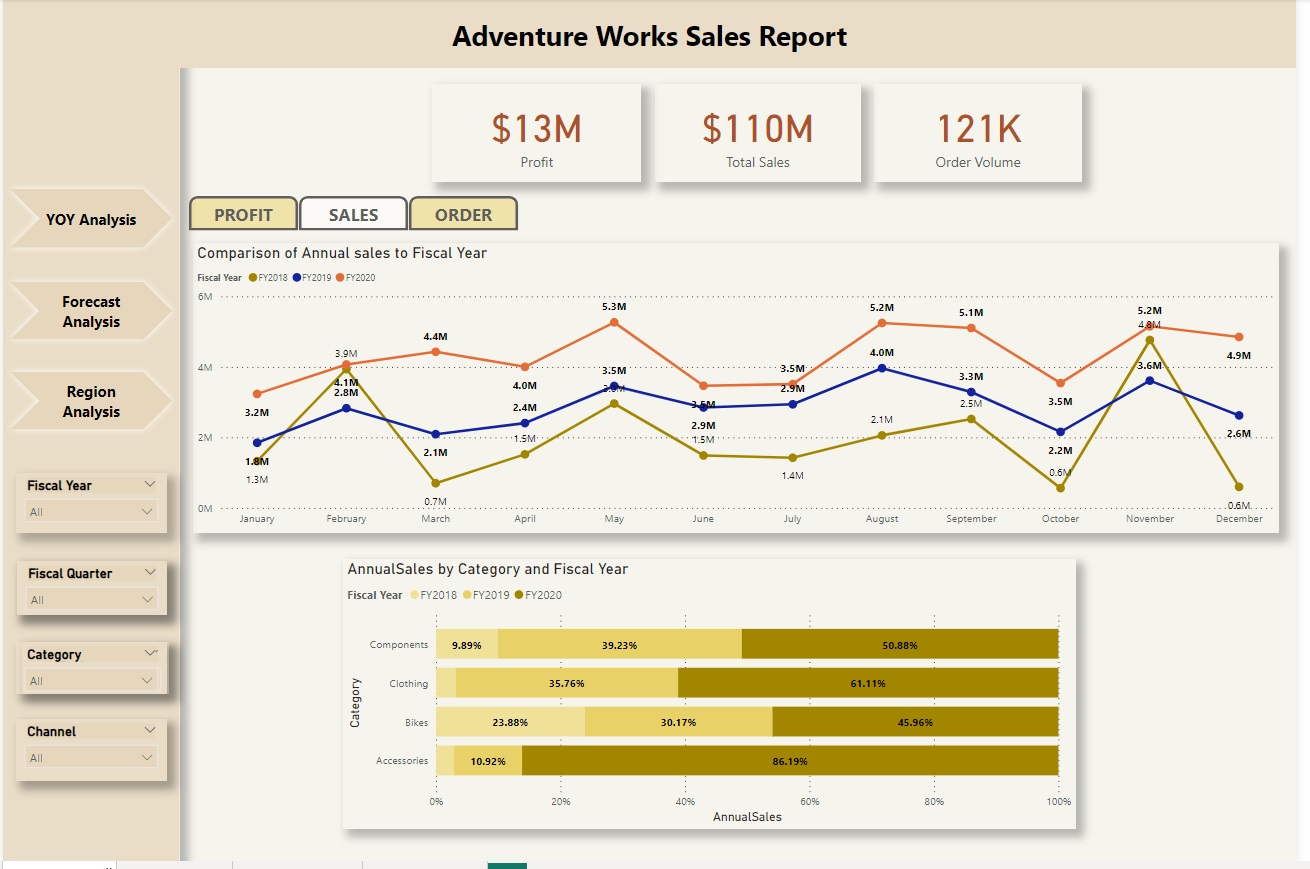 Adventure Works Sales Report
$13M
Profit
$110M
Total Sales
121K
Order Volume
YOY Analysis
Forecast
Analysis
Region
Analysis
Fiscal Year
All
Fiscal Quarter
All
Category
All
Channel
All
PROFIT SALES ORDER
Comparison of Annual sales to Fiscal Year
Fiscal Year FY2018 FY2019 FY2020
6M
4M
2M
0M
3.2M 3.9M 4.4M 4.0M 5.3M 3.5M 3.5M 5.2M 5.1M 3.5M 5.2M 4.9M
1.8M 4.1M 2.8M 2.1M 2.4M 3.5M 2.9M 2.9M 4.0M 3.3M 2.2M 3.6M 2.6M
1.3M 0.7M 1.5M 1.5M 1.4M 2.1M 2.5M 0.6M 4.8M 0.6M
January February March April May June July August September October November December
AnnualSales by Category and Fiscal Year
Fiscal Year FY2018 FY2019 FY2020
Category
Components 9.89% 39.23% 50.88%
Clothing 35.76% 61.11%
Bikes 23.88% 30.17% 45.96%
Accessories 10.92% 86.19%
0% 20% 40% 60% 80% 100%
AnnualSales